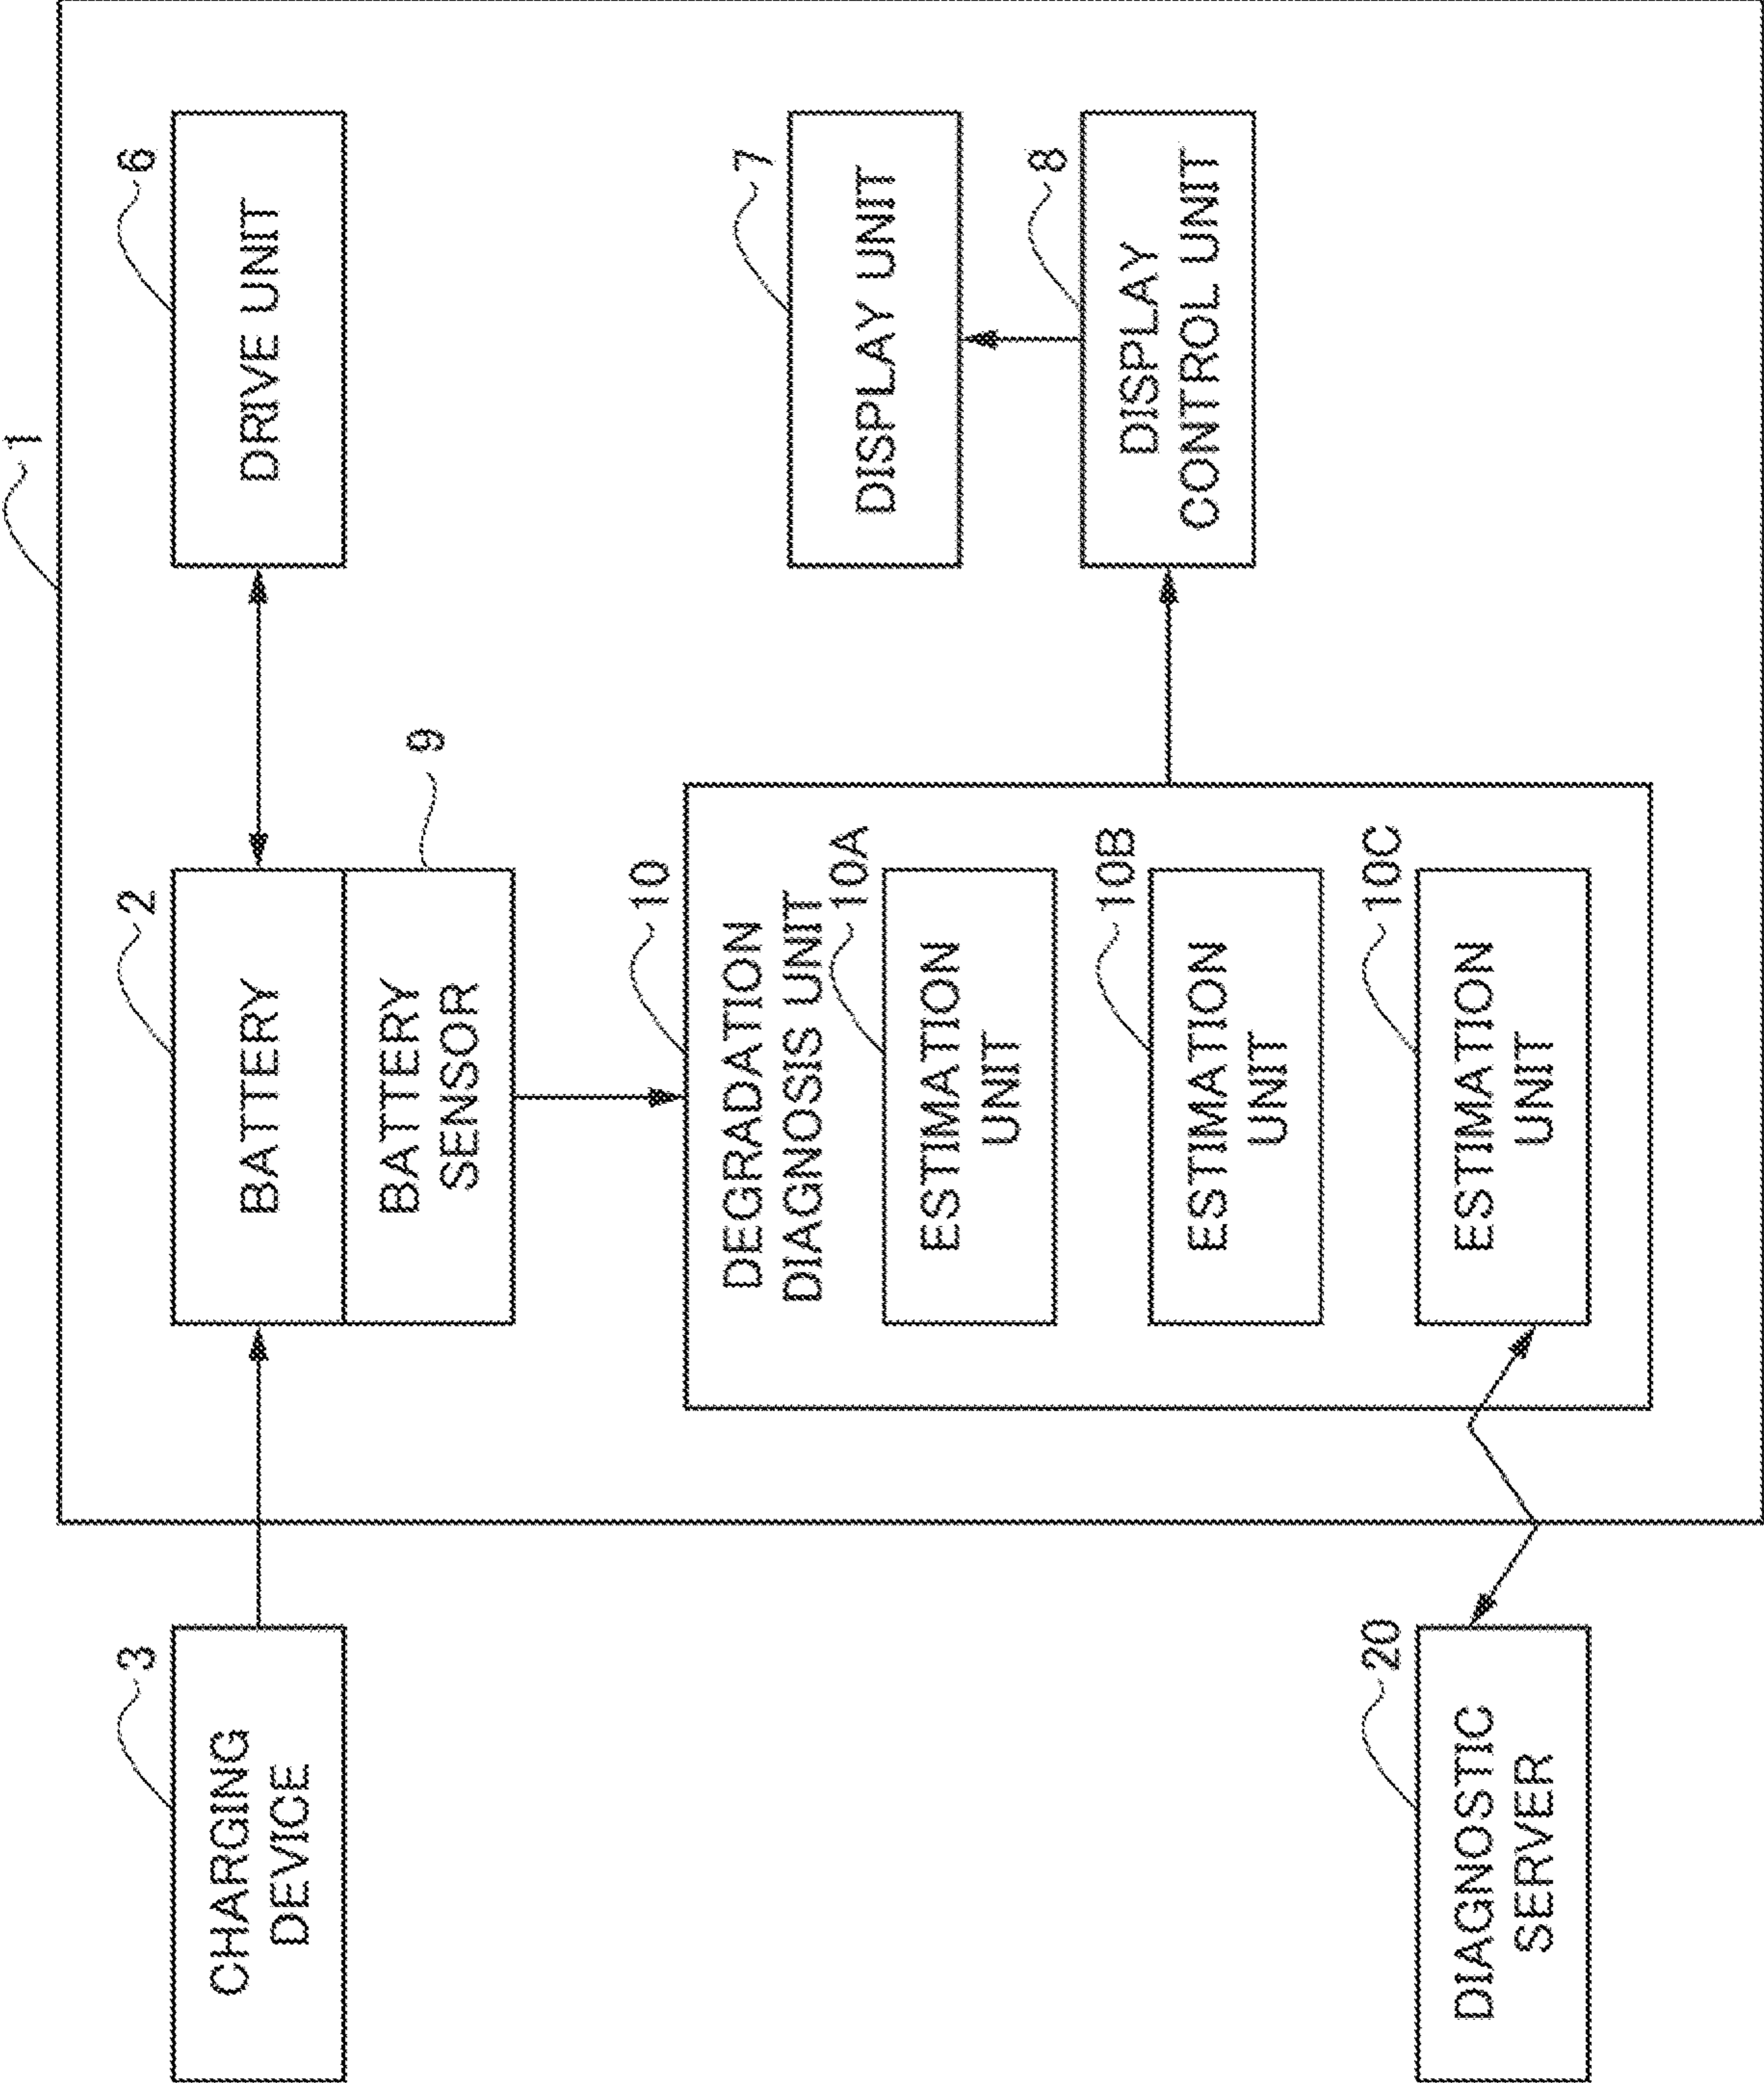 1
3
CHARGING
DEVICE
2
BATTERY
9
BATTERY
SENSOR
6
DRIVE UNIT
10
DEGRADATION
DIAGNOSIS UNIT
10A
ESTIMATION
UNIT
10B
ESTIMATION
UNIT
10C
ESTIMATION
UNIT
7
DISPLAY UNIT
8
DISPLAY
CONTROL UNIT
20
DIAGNOSTIC
SERVER